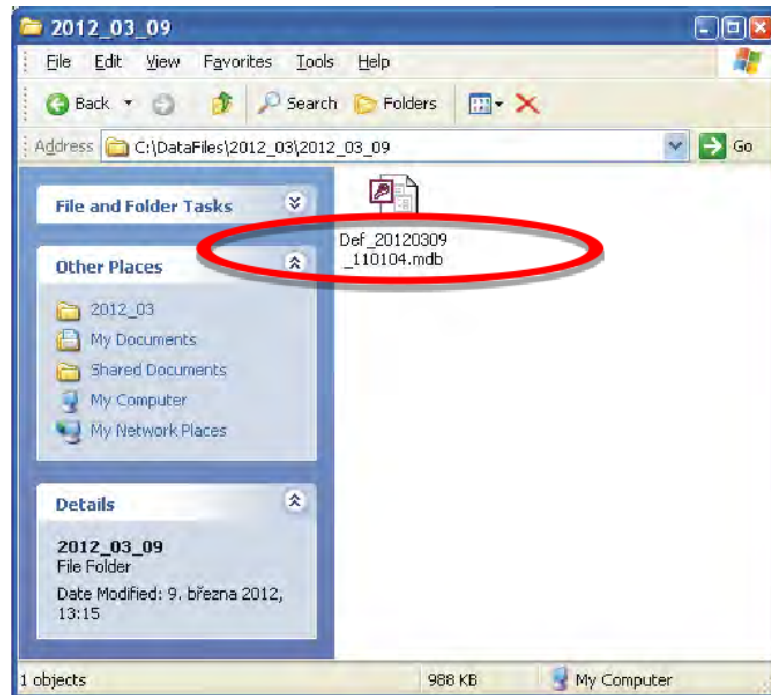 2012_03_09
File Edit View Favorites Tools Help
Back Search Folders
Address C:\DataFiles\2012_03\2012_03_09 Go
File and Folder Tasks
Other Places
2012_03
My Documents
Shared Documents
My Computer
My Network Places
Details
2012_03_09
File Folder
Date Modified: 9. března 2012,
13:15
Def_20120309
_110104.mdb
1 objects 988 KB My Computer